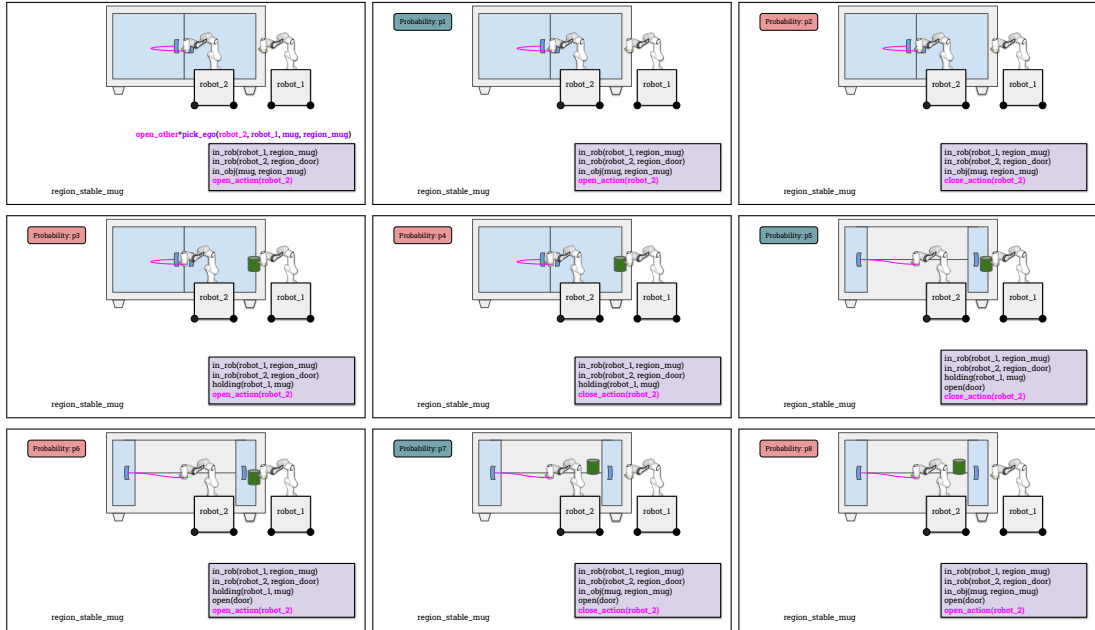 robot_2
robot_1
open_other*pick_ego(robot_2, robot_1, mug, region_mug)
in_rob(robot_1, region_mug)
in_rob(robot_2, region_door)
in_obj(mug, region_mug)
open_action(robot_2)
region_stable_mug
Probability: p1
robot_2
robot_1
in_rob(robot_1, region_mug)
in_rob(robot_2, region_door)
in_obj(mug, region_mug)
open_action(robot_2)
region_stable_mug
Probability: p2
robot_2
robot_1
in_rob(robot_1, region_mug)
in_rob(robot_2, region_door)
in_obj(mug, region_mug)
close_action(robot_2)
region_stable_mug
Probability: p3
robot_2
robot_1
in_rob(robot_1, region_mug)
in_rob(robot_2, region_door)
holding(robot_1, mug)
open_action(robot_2)
region_stable_mug
Probability: p4
robot_2
robot_1
in_rob(robot_1, region_mug)
in_rob(robot_2, region_door)
holding(robot_1, mug)
close_action(robot_2)
region_stable_mug
Probability: p5
robot_2
robot_1
in_rob(robot_1, region_mug)
in_rob(robot_2, region_door)
holding(robot_1, mug)
open(door)
close_action(robot_2)
region_stable_mug
Probability: p6
robot_2
robot_1
in_rob(robot_1, region_mug)
in_rob(robot_2, region_door)
holding(robot_1, mug)
open(door)
open_action(robot_2)
region_stable_mug
Probability: p7
robot_2
robot_1
in_rob(robot_1, region_mug)
in_rob(robot_2, region_door)
in_obj(mug, region_mug)
open(door)
close_action(robot_2)
region_stable_mug
Probability: p8
robot_2
robot_1
in_rob(robot_1, region_mug)
in_rob(robot_2, region_door)
in_obj(mug, region_mug)
open(door)
open_action(robot_2)
region_stable_mug